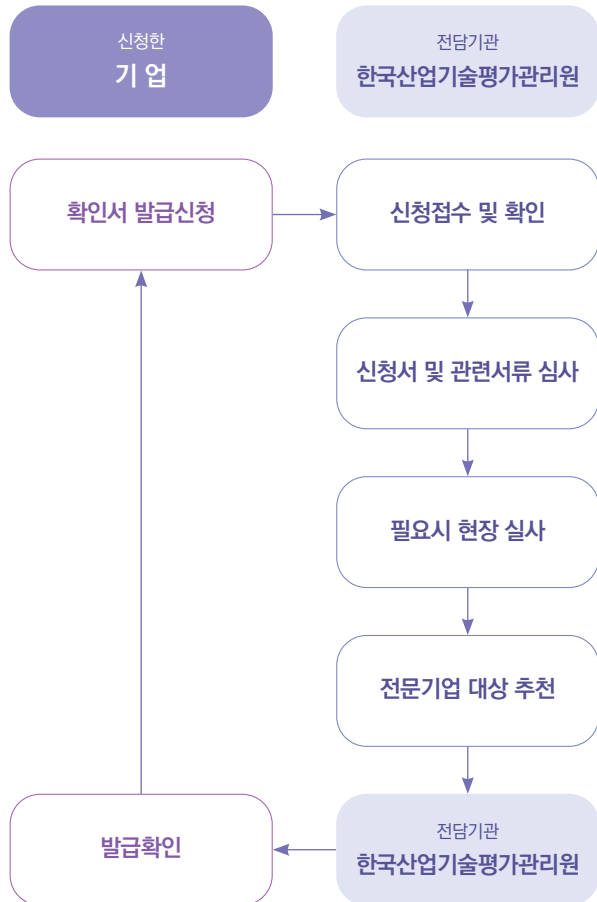 신청한
기 업
전담기관
한국산업기술평가관리원
확인서 발급신청
신청접수 및 확인
신청서 및 관련서류 심사
필요시 현장 실사
전문기업 대상 추천
발급확인
전담기관
한국산업기술평가관리원